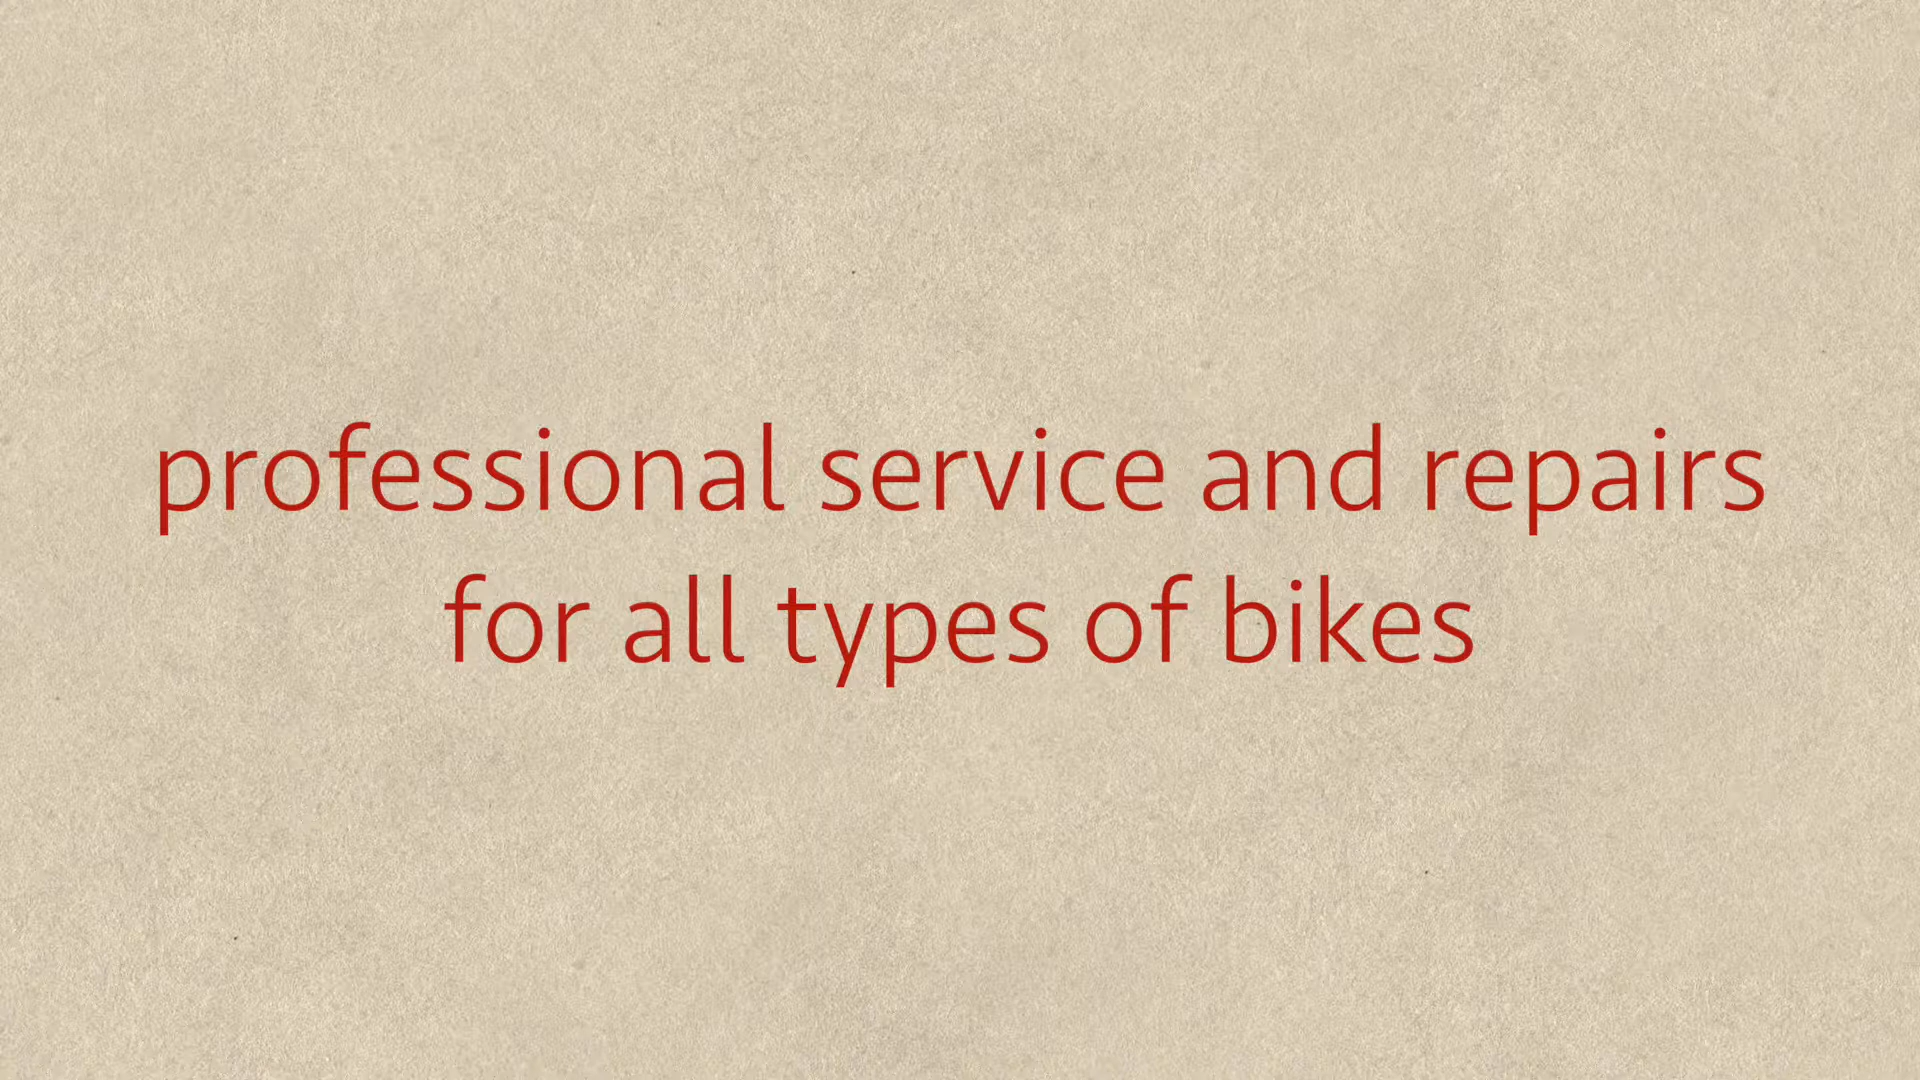 professional service and repairs
for all types of bikes